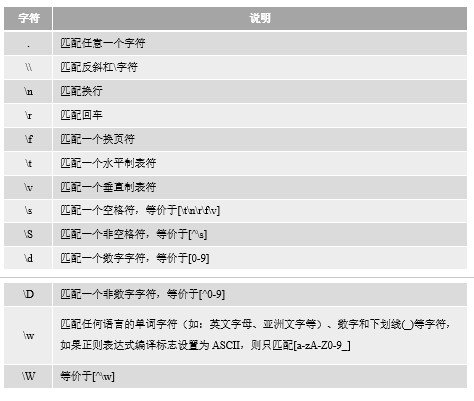 字符 说明
. 匹配任意一个字符
\\ 匹配反斜杠\字符
\n 匹配换行
\r 匹配回车
\f 匹配一个换页符
\t 匹配一个水平制表符
\v 匹配一个垂直制表符
\s 匹配一个空格符，等价于[\t\n\r\f\v]
\S 匹配一个非空格符，等价于[^\s]
\d 匹配一个数字字符，等价于[0-9]
\D 匹配一个非数字字符，等价于[^0-9]
\w 匹配任何语言的单词字符（如：英文字母、亚洲文字等）、数字和下划线(_)等字符，
如果正则表达式编译标志设置为 ASCII，则只匹配[a-zA-Z0-9_]
\W 等价于[^\w]